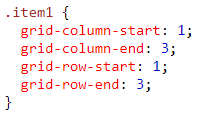 .item1 {
  grid-column-start: 1;
  grid-column-end: 3;
  grid-row-start: 1;
  grid-row-end: 3;
}